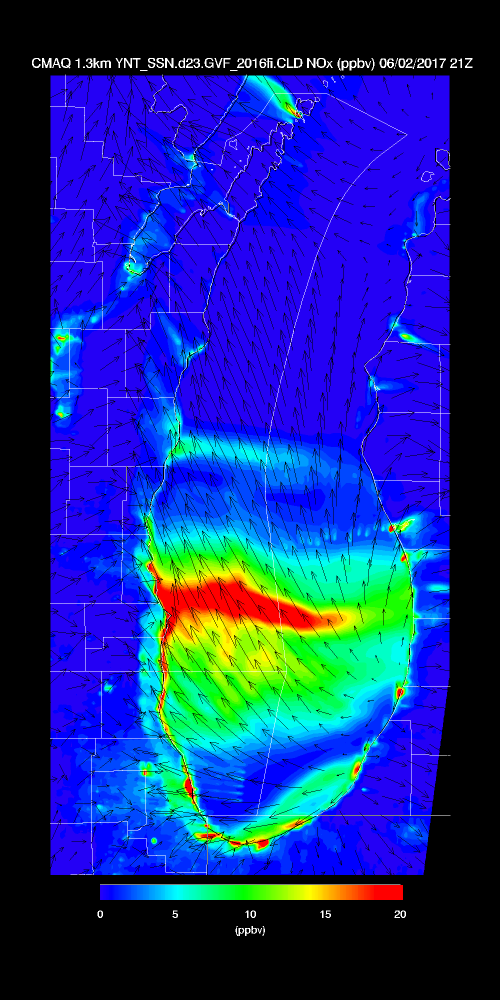 CMAQ 1.3km YNT_SSN.d23.GVF_2016fi.CLD NOx (ppbv) 06/02/2017 21Z
0 5 10 15 20
(ppbv)